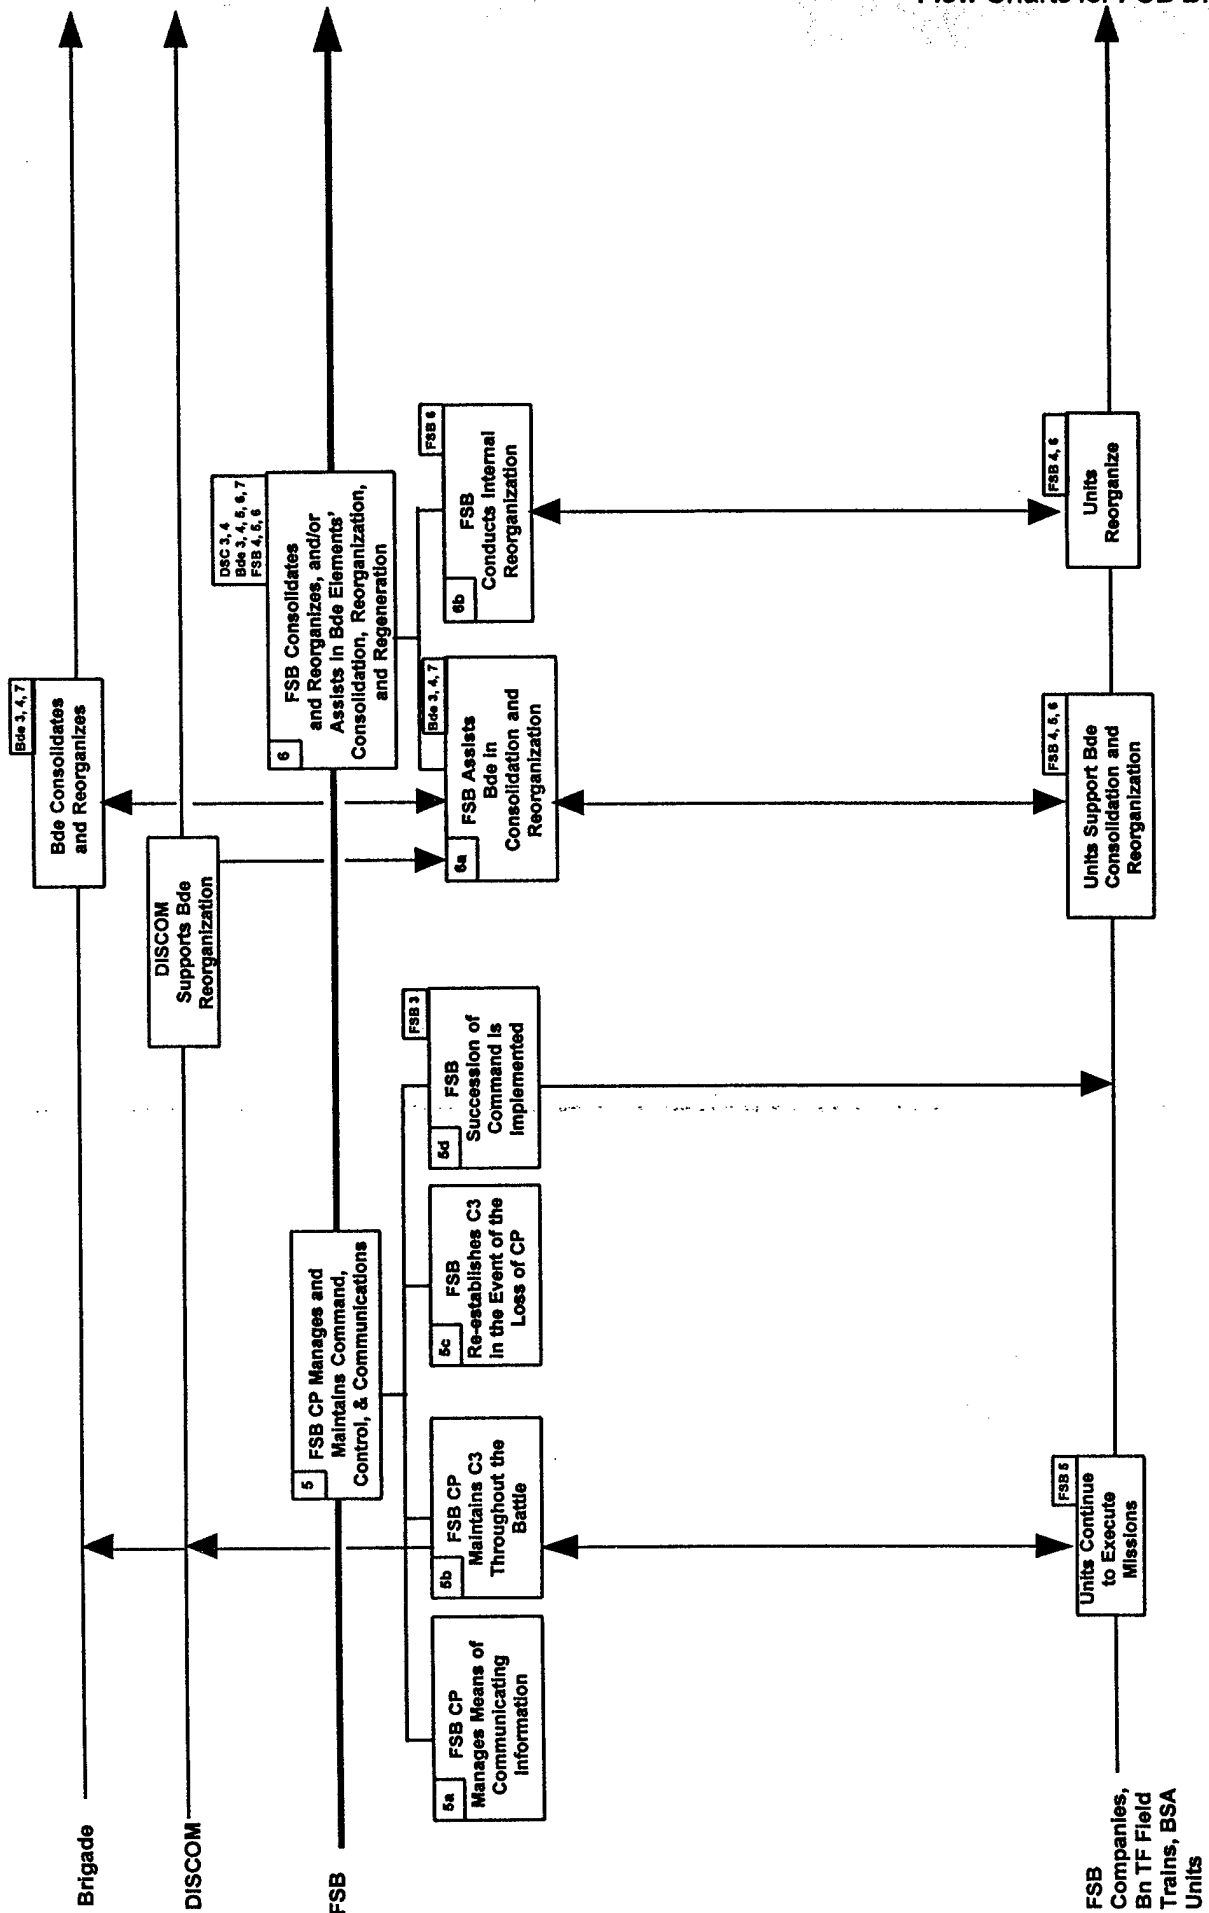 Brigade
Bde 3, 4, 7
Bde Consolidates
and Reorganizes
DISCOM
DISCOM
Supports Bde
Reorganization
FSB
5
FSB CP Manages and
Maintains Command,
Control, & Communications
DSC 3, 4
Bde 3, 4, 5, 6, 7
FSB 4, 5, 6
6
FSB Consolidates
and Reorganizes, and/or
Assists in Bde Elements'
Consolidation, Reorganization,
and Regeneration
5a
FSB CP
Manages Means of
Communicating
Information
5b
FSB CP
Maintains C3
Throughout the
Battle
5c
FSB
Re-establishes C3
in the Event of the
Loss of CP
FSB 3
5d
FSB
Succession of
Command is
Implemented
Bde 3, 4, 7
6a
FSB Assists
Bde in
Consolidation and
Reorganization
FSB 6
6b
FSB
Conducts Internal
Reorganization
FSB
Companies,
Bn TF Field
Trains, BSA
Units
FSB 5
Units Continue
to Execute
Missions
FSB 4, 5, 6
Units Support Bde
Consolidation and
Reorganization
FSB 4, 6
Units
Reorganize